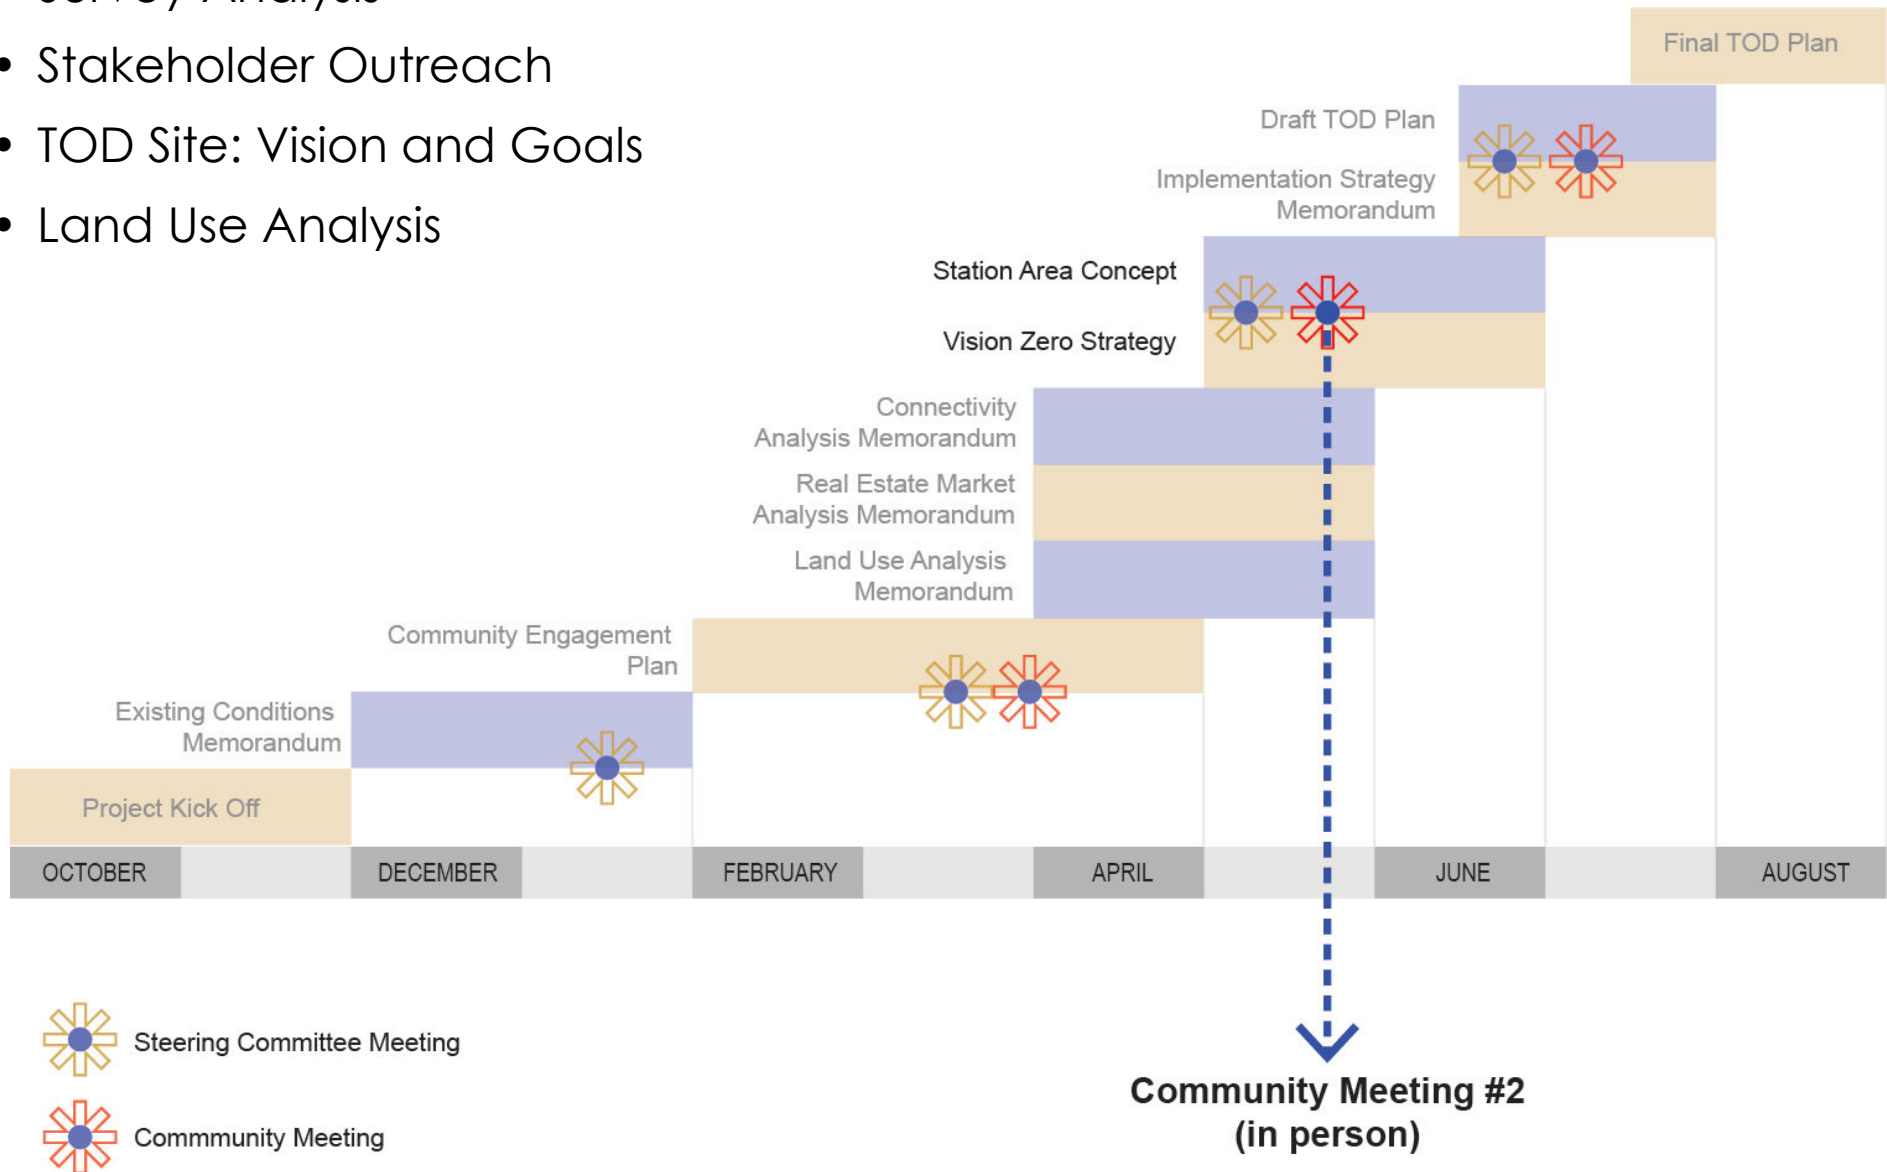 Survey Analysis
• Stakeholder Outreach
• TOD Site: Vision and Goals
• Land Use Analysis
Final TOD Plan
Draft TOD Plan
Implementation Strategy
Memorandum
Station Area Concept
Vision Zero Strategy
Connectivity
Analysis Memorandum
Real Estate Market
Analysis Memorandum
Land Use Analysis
Memorandum
Community Engagement
Plan
Existing Conditions
Memorandum
Project Kick Off
OCTOBER
DECEMBER
FEBRUARY
APRIL
JUNE
AUGUST
Steering Committee Meeting
Commmunity Meeting
Community Meeting #2
(in person)